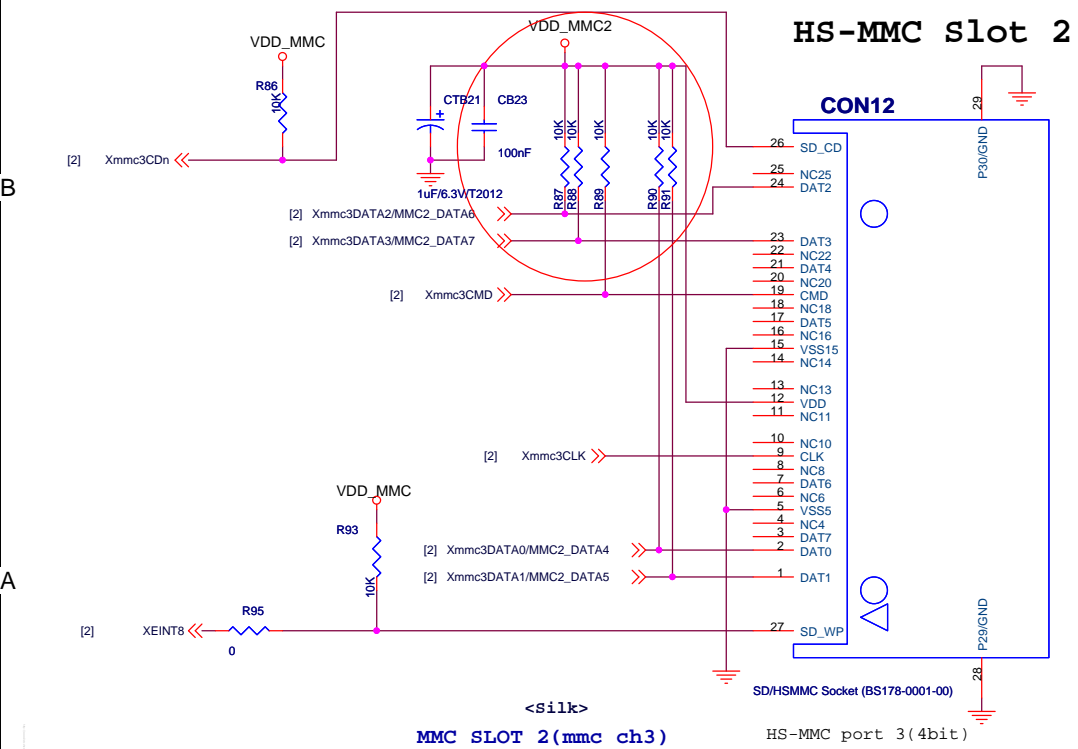 HS-MMC Slot 2
VDD_MMC
VDD_MMC2
R86
10K
CTB21
+
CB23
100nF
1uF/6.3V/T2012
10K
10K
10K
10K
10K
R87
R88
R89
R90
R91
CON12
29
P30/GND
[2] Xmmc3CDn
B
[2] Xmmc3DATA2/MMC2_DATA6
[2] Xmmc3DATA3/MMC2_DATA7
[2] Xmmc3CMD
26 SD_CD
25 NC25
24 DAT2
23 DAT3
22 NC22
21 DAT4
20 NC20
19 CMD
18 NC18
17 DAT5
16 NC16
15 VSS15
14 NC14
13 NC13
12 VDD
11 NC11
10 NC10
9 CLK
8 NC8
7 DAT6
6 NC6
5 VSS5
4 NC4
3 DAT7
2 DAT0
1 DAT1
27 SD_WP
[2] Xmmc3CLK
VDD_MMC
R93
10K
[2] Xmmc3DATA0/MMC2_DATA4
[2] Xmmc3DATA1/MMC2_DATA5
A
R95
[2] XEINT8
0
P29/GND
28
SD/HSMMC Socket (BS178-0001-00)
<Silk>
MMC SLOT 2(mmc ch3)
HS-MMC port 3(4bit)